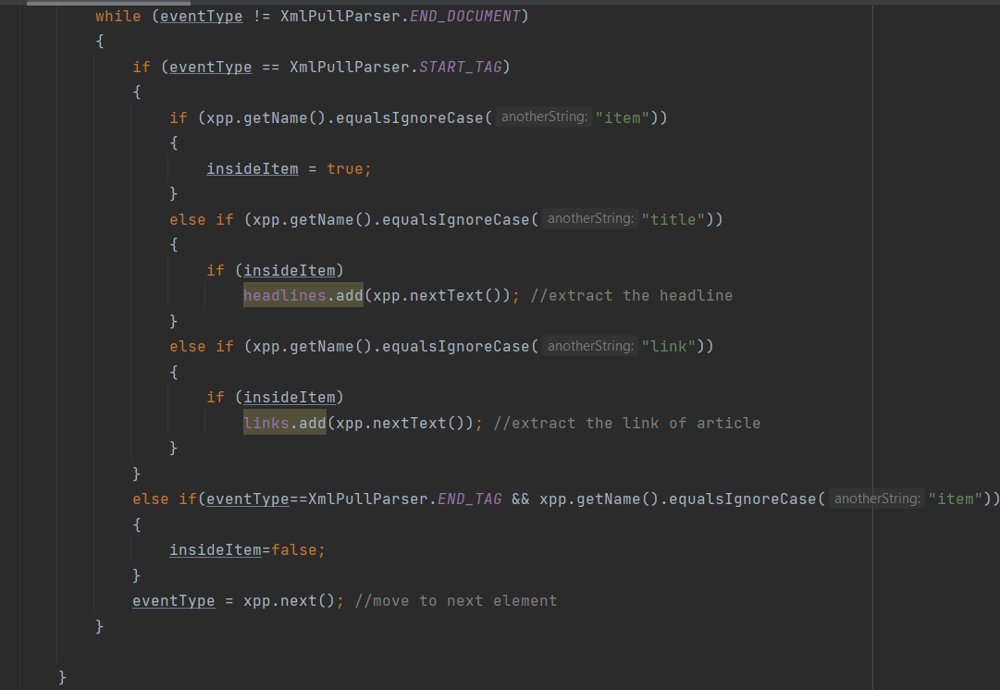 while (eventType != XmlPullParser.END_DOCUMENT)
{
if (eventType == XmlPullParser.START_TAG)
{
if (xpp.getName().equalsIgnoreCase( anotherString: "item"))
{
insideItem = true;
}
else if (xpp.getName().equalsIgnoreCase( anotherString: "title"))
{
if (insideItem)
headlines.add(xpp.nextText()); //extract the headline
}
else if (xpp.getName().equalsIgnoreCase( anotherString: "link"))
{
if (insideItem)
links.add(xpp.nextText()); //extract the link of article
}
}
else if(eventType==XmlPullParser.END_TAG && xpp.getName().equalsIgnoreCase( anotherString: "item"))
{
insideItem=false;
}
eventType = xpp.next(); //move to next element
}
}